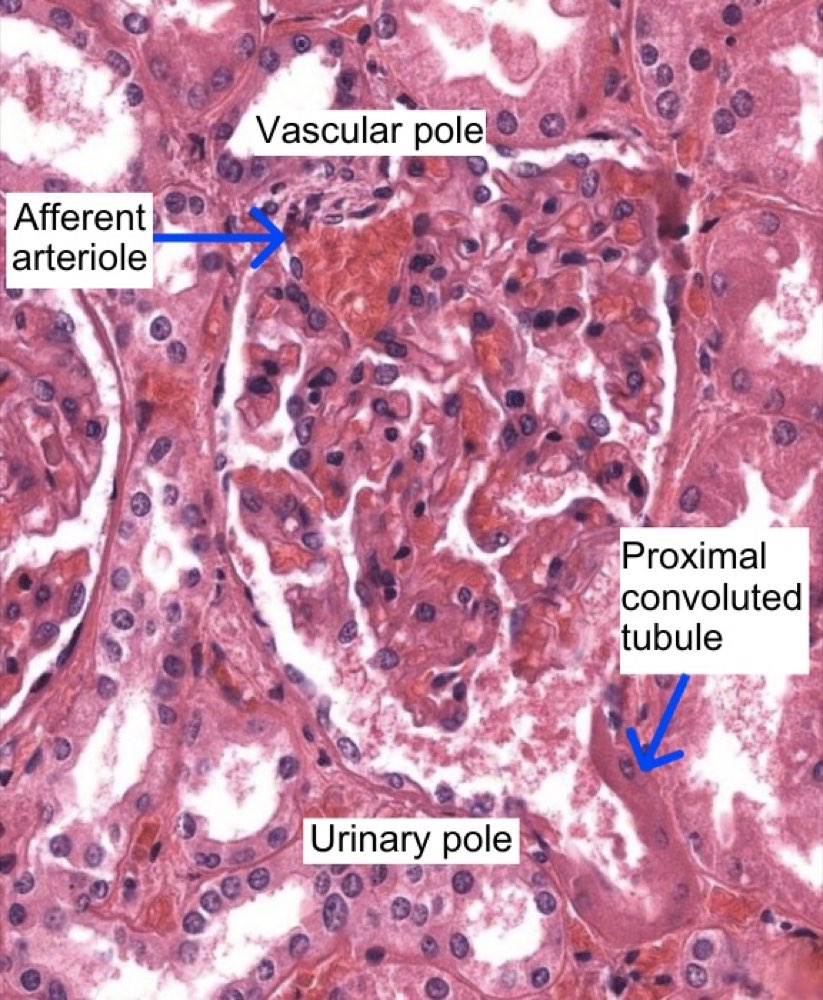 Vascular pole
Afferent
arteriole
Proximal
convoluted
tubule
Urinary pole